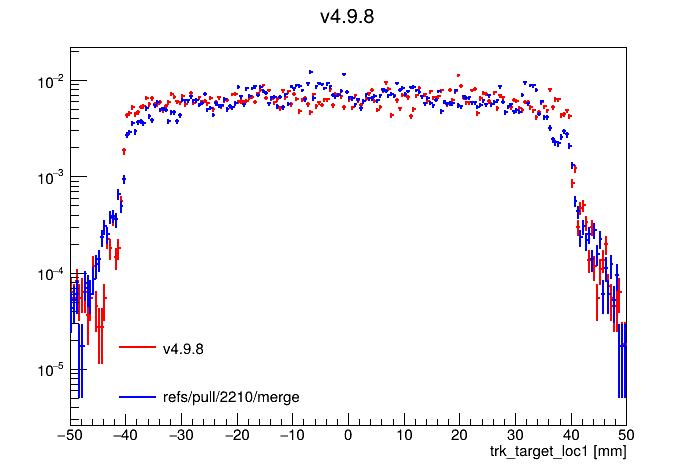 v4.9.8
10⁻²
10⁻³
10⁻⁴
10⁻⁵
v4.9.8
refs/pull/2210/merge
−50 −40 −30 −20 −10 0 10 20 30 40 50
trk_target_loc1 [mm]